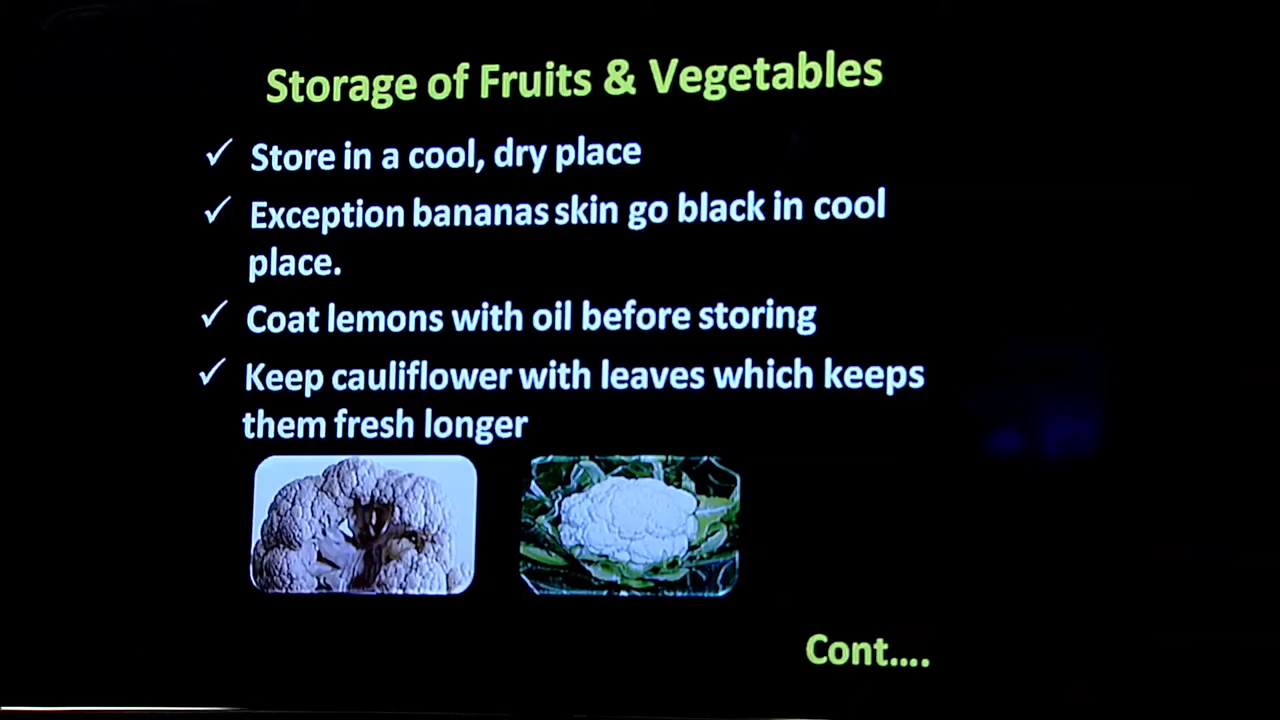 Storage of Fruits & Vegetables
✓ Store in a cool, dry place
✓ Exception bananas skin go black in cool
place.
✓ Coat lemons with oil before storing
✓ Keep cauliflower with leaves which keeps
them fresh longer
Cont....